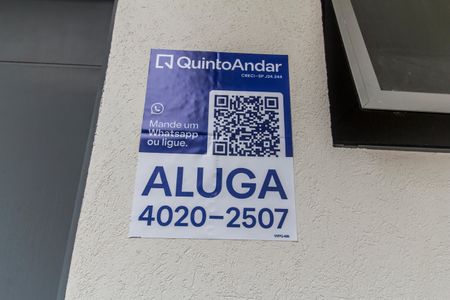 QuintoAndar
CRECI-SP J24.344
Mande um
Whatsapp
ou ligue.
ALUGA
4020-2507